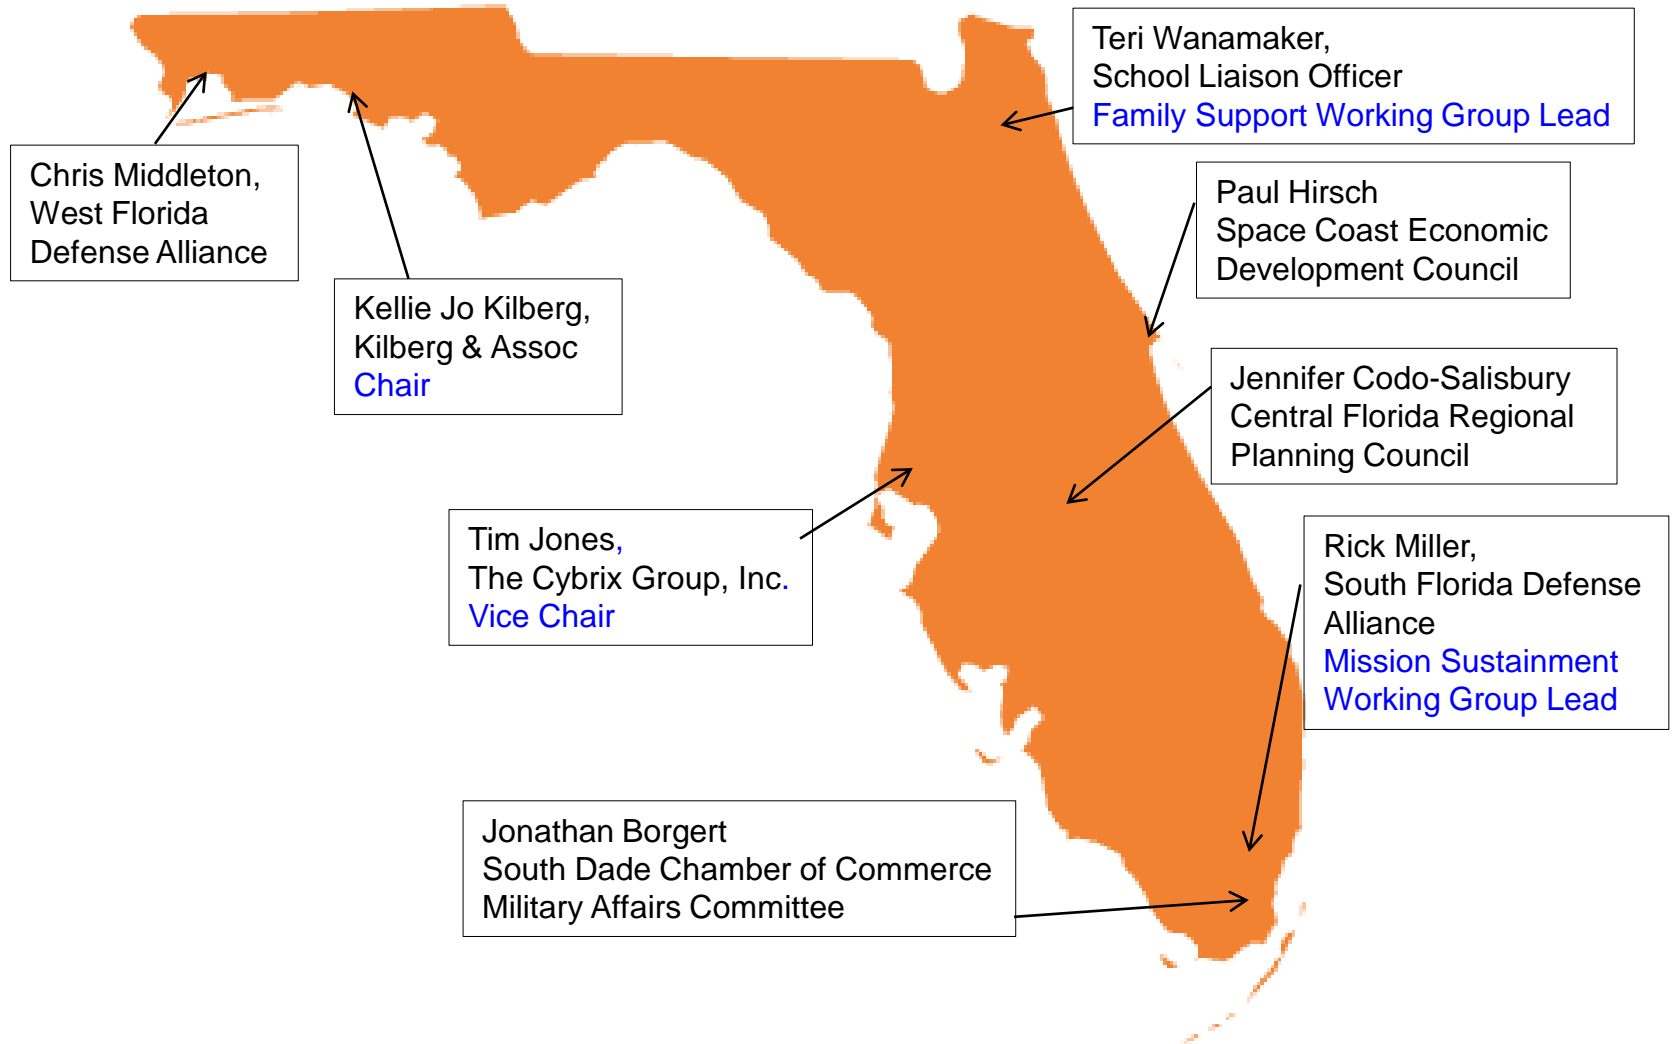 Teri Wanamaker,
School Liaison Officer
Family Support Working Group Lead
Chris Middleton,
West Florida
Defense Alliance
Paul Hirsch
Space Coast Economic
Development Council
Kellie Jo Kilberg,
Kilberg & Assoc
Chair
Jennifer Codo-Salisbury
Central Florida Regional
Planning Council
Tim Jones,
The Cybrix Group, Inc.
Vice Chair
Rick Miller,
South Florida Defense
Alliance
Mission Sustainment
Working Group Lead
Jonathan Borgert
South Dade Chamber of Commerce
Military Affairs Committee